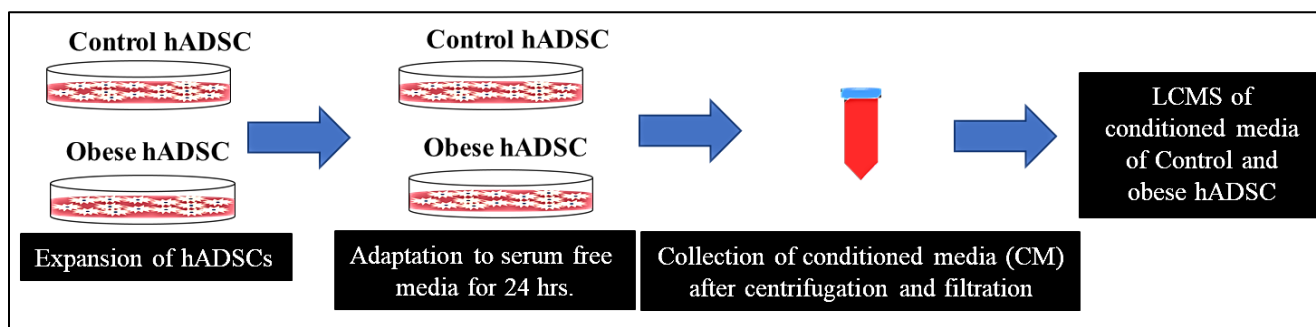 Control hADSC
Obese hADSC
Expansion of hADSCs
Control hADSC
Obese hADSC
Adaptation to serum free
media for 24 hrs.
Collection of conditioned media (CM)
after centrifugation and filtration
LCMS of
conditioned media
of Control and
obese hADSC